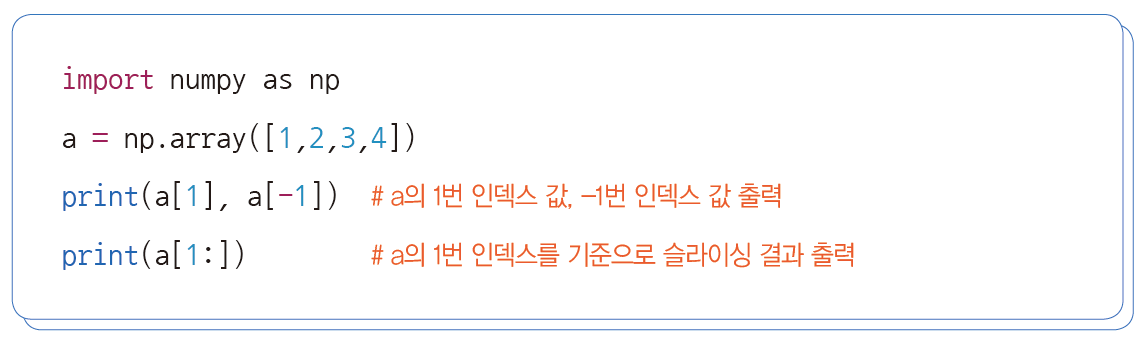 import numpy as np
a = np.array([1,2,3,4])
print(a[1], a[-1]) # a의 1번 인덱스 값, -1번 인덱스 값 출력
print(a[1:]) # a의 1번 인덱스를 기준으로 슬라이싱 결과 출력